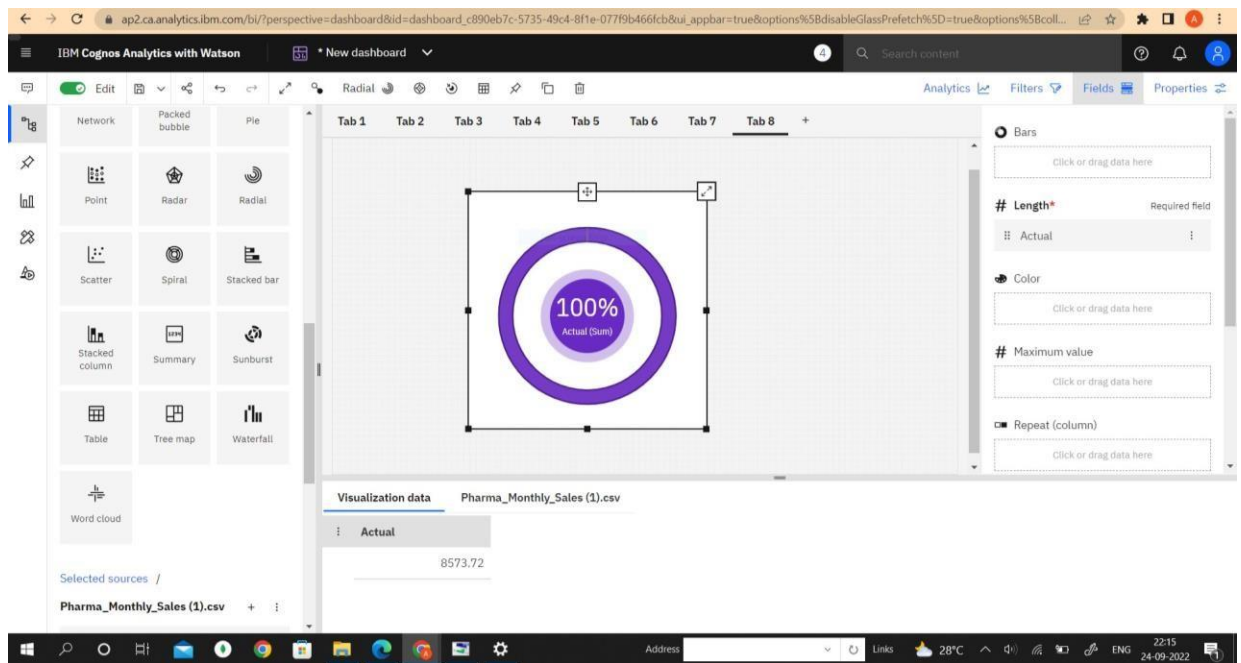 ap2.ca.analytics.ibm.com/bi/?perspective=dashboard&id=dashboard_c890eb7c-5735-49c4-8f1e-077f9b466fcb&ui_appbar=true&options%5BdisableGlassPrefetch%5D=true&options%5Bcoll...
IBM Cognos Analytics with Watson
* New dashboard
4
Search content
Edit
Radial
Analytics
Filters
Fields
Properties
Network
Packed
bubble
Pie
Point
Radar
Radial
Scatter
Spiral
Stacked bar
Stacked
column
Summary
Sunburst
Table
Tree map
Waterfall
Word cloud
Selected sources /
Pharma_Monthly_Sales (1).csv
Tab 1 Tab 2 Tab 3 Tab 4 Tab 5 Tab 6 Tab 7 Tab 8 +
100%
Actual (Sum)
Bars
Click or drag data here
# Length* Required field
Actual
Color
Click or drag data here
# Maximum value
Click or drag data here
Repeat (column)
Click or drag data here
Visualization data Pharma_Monthly_Sales (1).csv
Actual
8573.72
Address
Links
28°C
ENG
22:15
24-09-2022